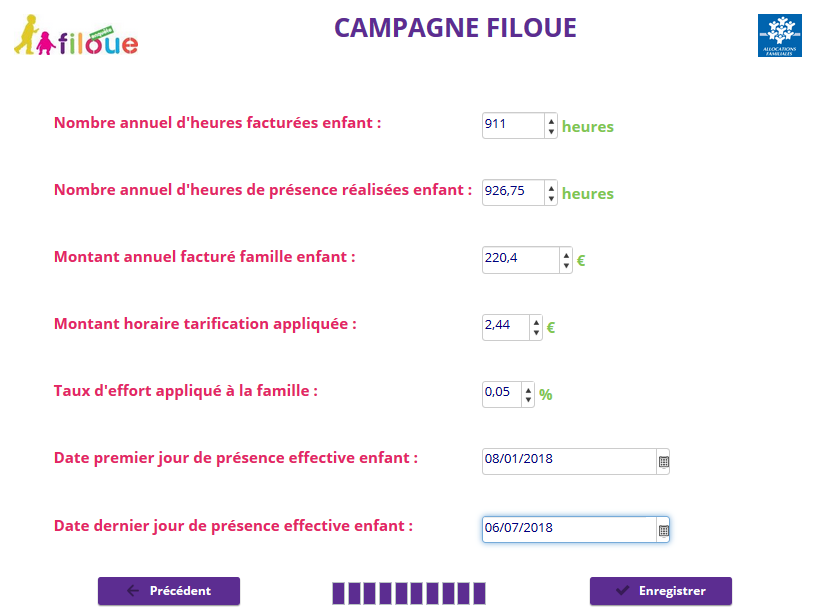 enquête
filoue
CAMPAGNE FILOUE
ALLOCATIONS
FAMILIALES
Nombre annuel d'heures facturées enfant :
911
heures
Nombre annuel d'heures de présence réalisées enfant :
926,75
heures
Montant annuel facturé famille enfant :
220,4
€
Montant horaire tarification appliquée :
2,44
€
Taux d'effort appliqué à la famille :
0,05
%
Date premier jour de présence effective enfant :
08/01/2018
Date dernier jour de présence effective enfant :
06/07/2018
Précédent
Enregistrer